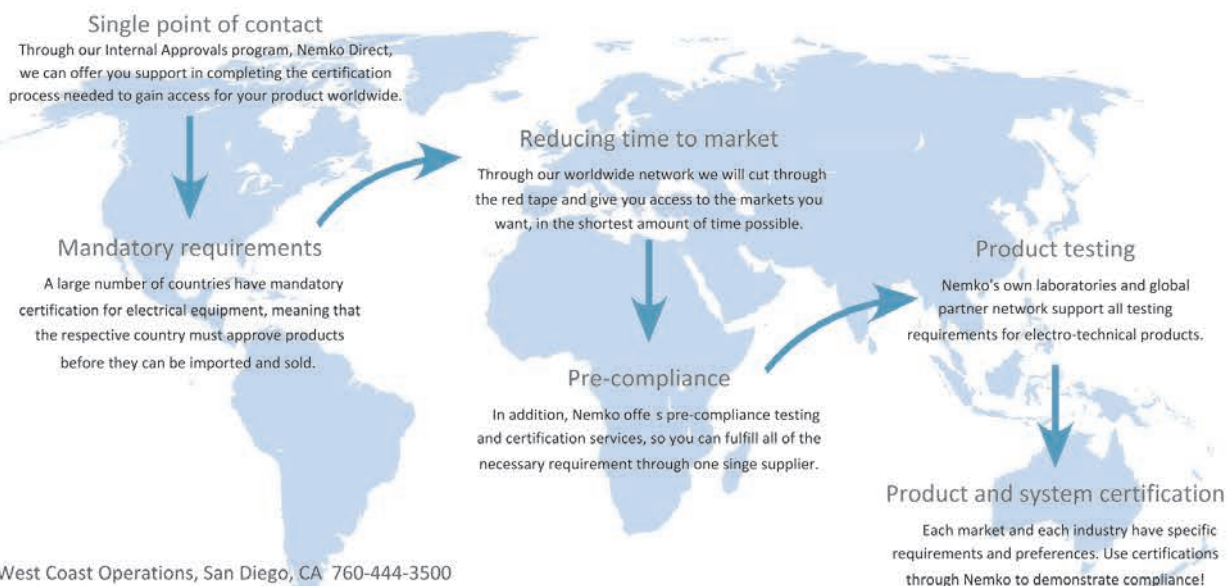 Single point of contact
Through our Internal Approvals program, Nemko Direct,
we can offer you support in completing the certification
process needed to gain access for your product worldwide.
Mandatory requirements
A large number of countries have mandatory
certification for electrical equipment, meaning that
the respective country must approve products
before they can be imported and sold.
Reducing time to market
Through our worldwide network we will cut through
the red tape and give you access to the markets you
want, in the shortest amount of time possible.
Pre-compliance
In addition, Nemko offe s pre-compliance testing
and certification services, so you can fulfill all of the
necessary requirement through one singe supplier.
Product testing
Nemko's own laboratories and global
partner network support all testing
requirements for electro-technical products.
Product and system certification
Each market and each industry have specific
requirements and preferences. Use certifications
through Nemko to demonstrate compliance!
West Coast Operations, San Diego, CA 760-444-3500